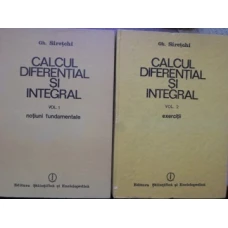 Gh. Sirețchi
CALCUL
DIFERENȚIAL
ȘI
INTEGRAL
VOL. I
noțiuni fundamentale
Editura Științifică și Enciclopedică
Gh. Sirețchi
CALCUL
DIFERENȚIAL
ȘI
INTEGRAL
VOL. II
exerciții
Editura Științifică și Enciclopedică